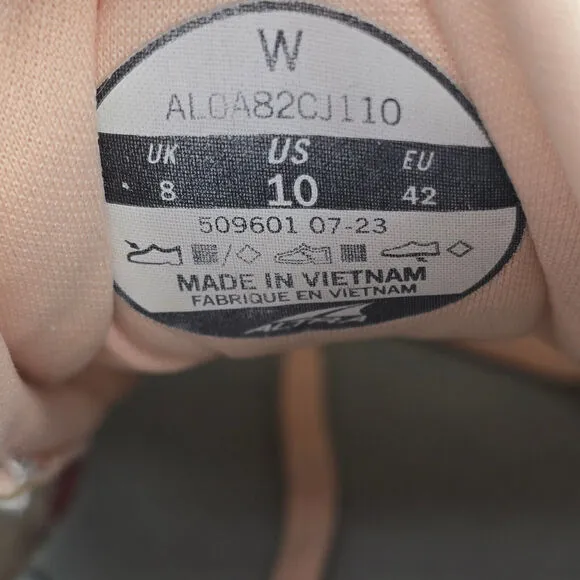 W
AL0A82CJ110
UK US EU
8 10 42
509601 07-23
MADE IN VIETNAM
FABRIQUE EN VIETNAM
ALTRA